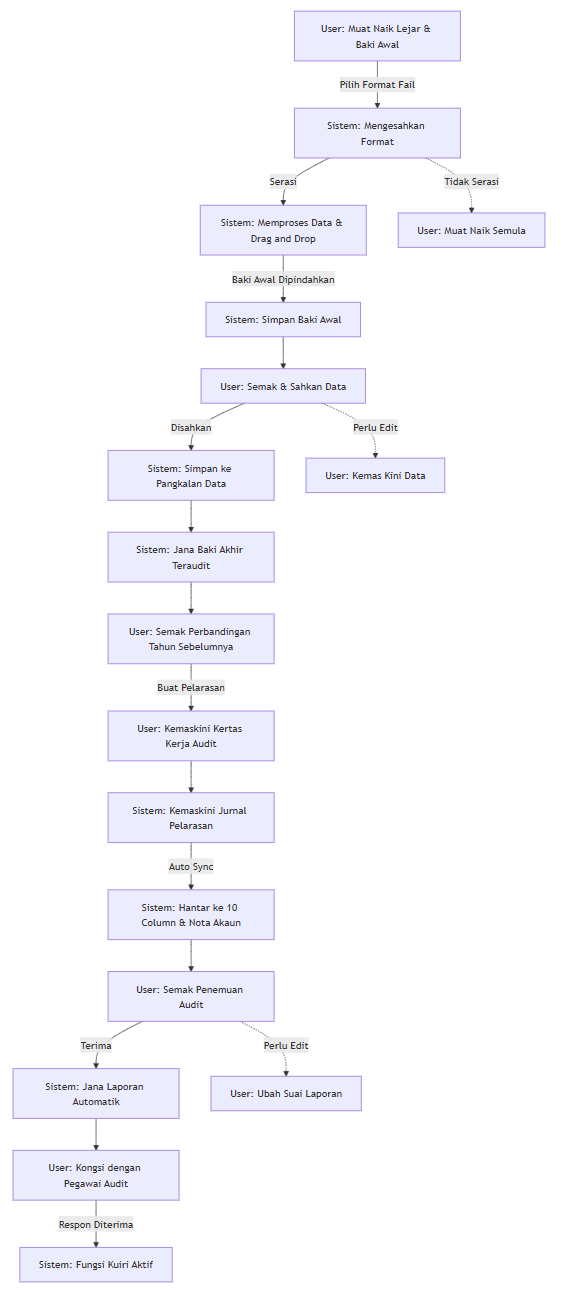 User: Muat Naik Lejar &
Baki Awal
Pilih Format Fail
Sistem: Mengesahkan
Format
Serasi
Tidak Serasi
Sistem: Memproses Data &
Drag and Drop
User: Muat Naik Semula
Baki Awal Dipindahkan
Sistem: Simpan Baki Awal
User: Semak & Sahkan Data
Disahkan
Perlu Edit
Sistem: Simpan ke
Pangkalan Data
User: Kemas Kini Data
Sistem: Jana Baki Akhir
Teraudit
User: Semak Perbandingan
Tahun Sebelumnya
Buat Pelarasan
User: Kemaskini Kertas
Kerja Audit
Sistem: Kemaskini Jurnal
Pelarasan
Auto Sync
Sistem: Hantar ke 10
Column & Nota Akaun
User: Semak Penemuan
Audit
Terima
Perlu Edit
Sistem: Jana Laporan
Automatik
User: Ubah Suai Laporan
User: Kongsi dengan
Pegawai Audit
Respon Diterima
Sistem: Fungsi Kuiri Aktif